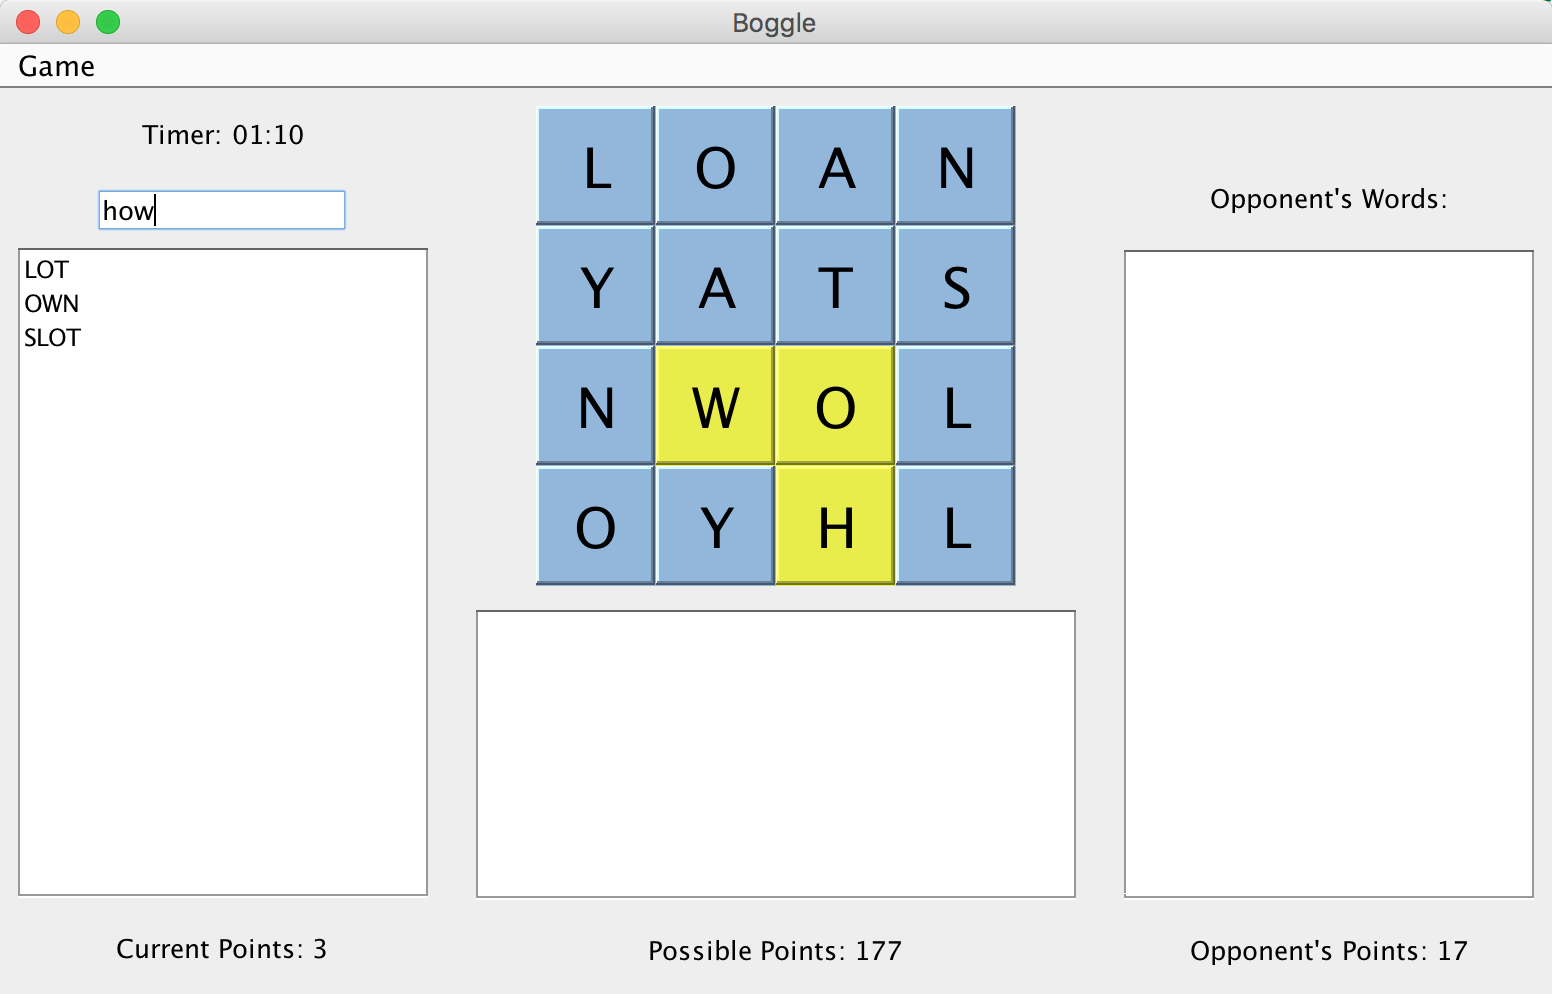 Boggle
Game
Timer: 01:10
how
LOT
OWN
SLOT
Current Points: 3
L O A N
Y A T S
N W O L
O Y H L
Possible Points: 177
Opponent's Words:
Opponent's Points: 17